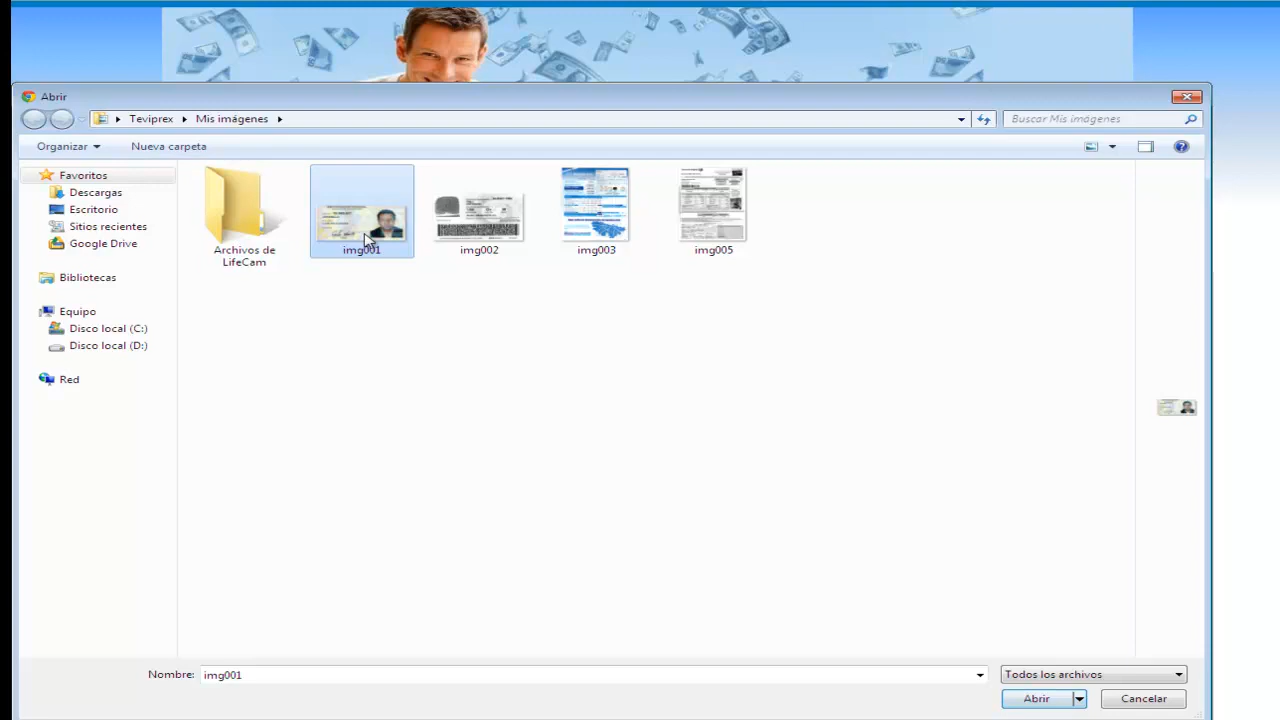 Abrir
Teviprex Mis imágenes
Buscar Mis imágenes
Organizar
Nueva carpeta
Favoritos
Descargas
Escritorio
Sitios recientes
Google Drive
Bibliotecas
Equipo
Disco local (C:)
Disco local (D:)
Red
Archivos de
LifeCam
img001
img002
img003
img005
Nombre: img001
Todos los archivos
Abrir
Cancelar